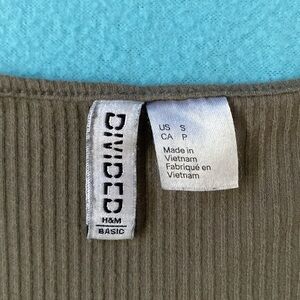 DIVIDED
H&M
BASIC
US S
CA P
Made in
Vietnam
Fabriqué en
Vietnam